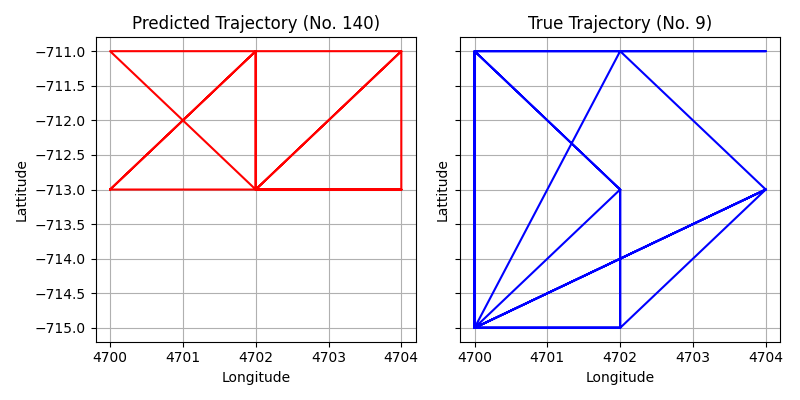 Predicted Trajectory (No. 140)
True Trajectory (No. 9)
−711.0
−711.5
−712.0
−712.5
−713.0
−713.5
−714.0
−714.5
−715.0
Lattitude
Lattitude
4700 4701 4702 4703 4704
4700 4701 4702 4703 4704
Longitude
Longitude